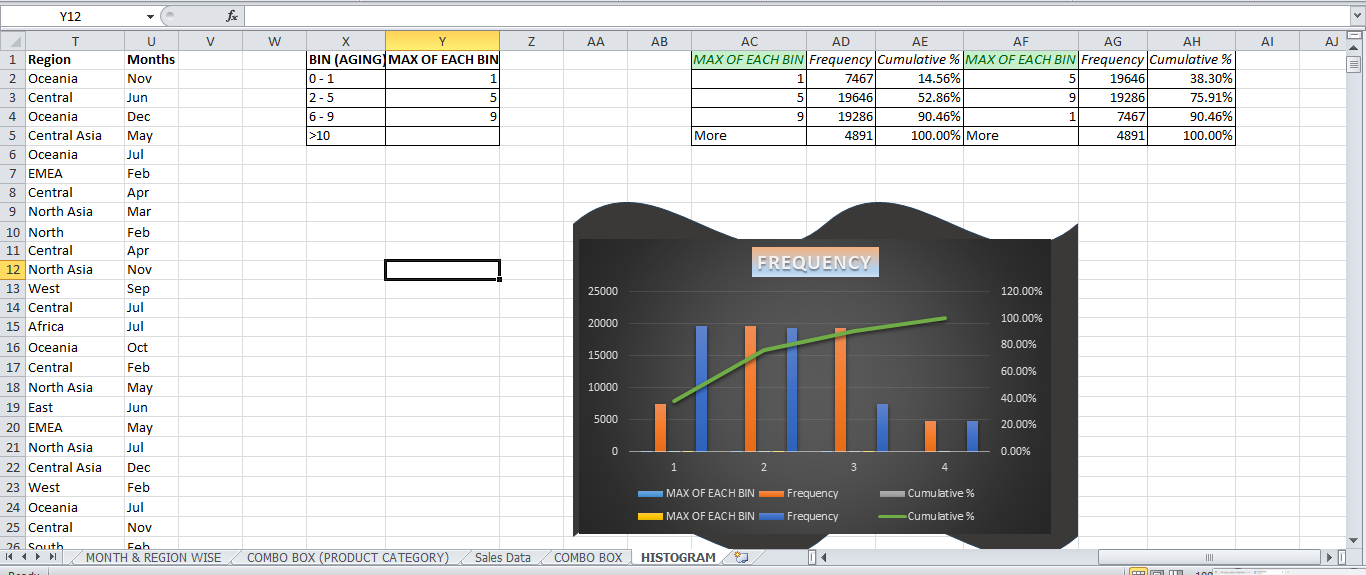 Y12 fx
T U V W X Y Z AA AB AC AD AE AF AG AH AI AJ
1 Region Months BIN (AGING) MAX OF EACH BIN MAX OF EACH BIN Frequency Cumulative % MAX OF EACH BIN Frequency Cumulative %
2 Oceania Nov 0 - 1 1 1 7467 14.56% 5 19646 38.30%
3 Central Jun 2 - 5 5 5 19646 52.86% 9 19286 75.91%
4 Oceania Dec 6 - 9 9 9 19286 90.46% 1 7467 90.46%
5 Central Asia May >10 More 4891 100.00% More 4891 100.00%
6 Oceania Jul
7 EMEA Feb
8 Central Apr
9 North Asia Mar
10 North Feb
11 Central Apr
12 North Asia Nov
13 West Sep
14 Central Jul
15 Africa Jul
16 Oceania Oct
17 Central Feb
18 North Asia May
19 East Jun
20 EMEA May
21 North Asia Jul
22 Central Asia Dec
23 West Feb
24 Oceania Jul
25 Central Nov
26 South Feb
FREQUENCY
25000 120.00%
20000 100.00%
15000 80.00%
10000 60.00%
5000 40.00%
0 20.00%
0.00%
1 2 3 4
MAX OF EACH BIN Frequency Cumulative %
MAX OF EACH BIN Frequency Cumulative %
MONTH & REGION WISE COMBO BOX (PRODUCT CATEGORY) Sales Data COMBO BOX HISTOGRAM